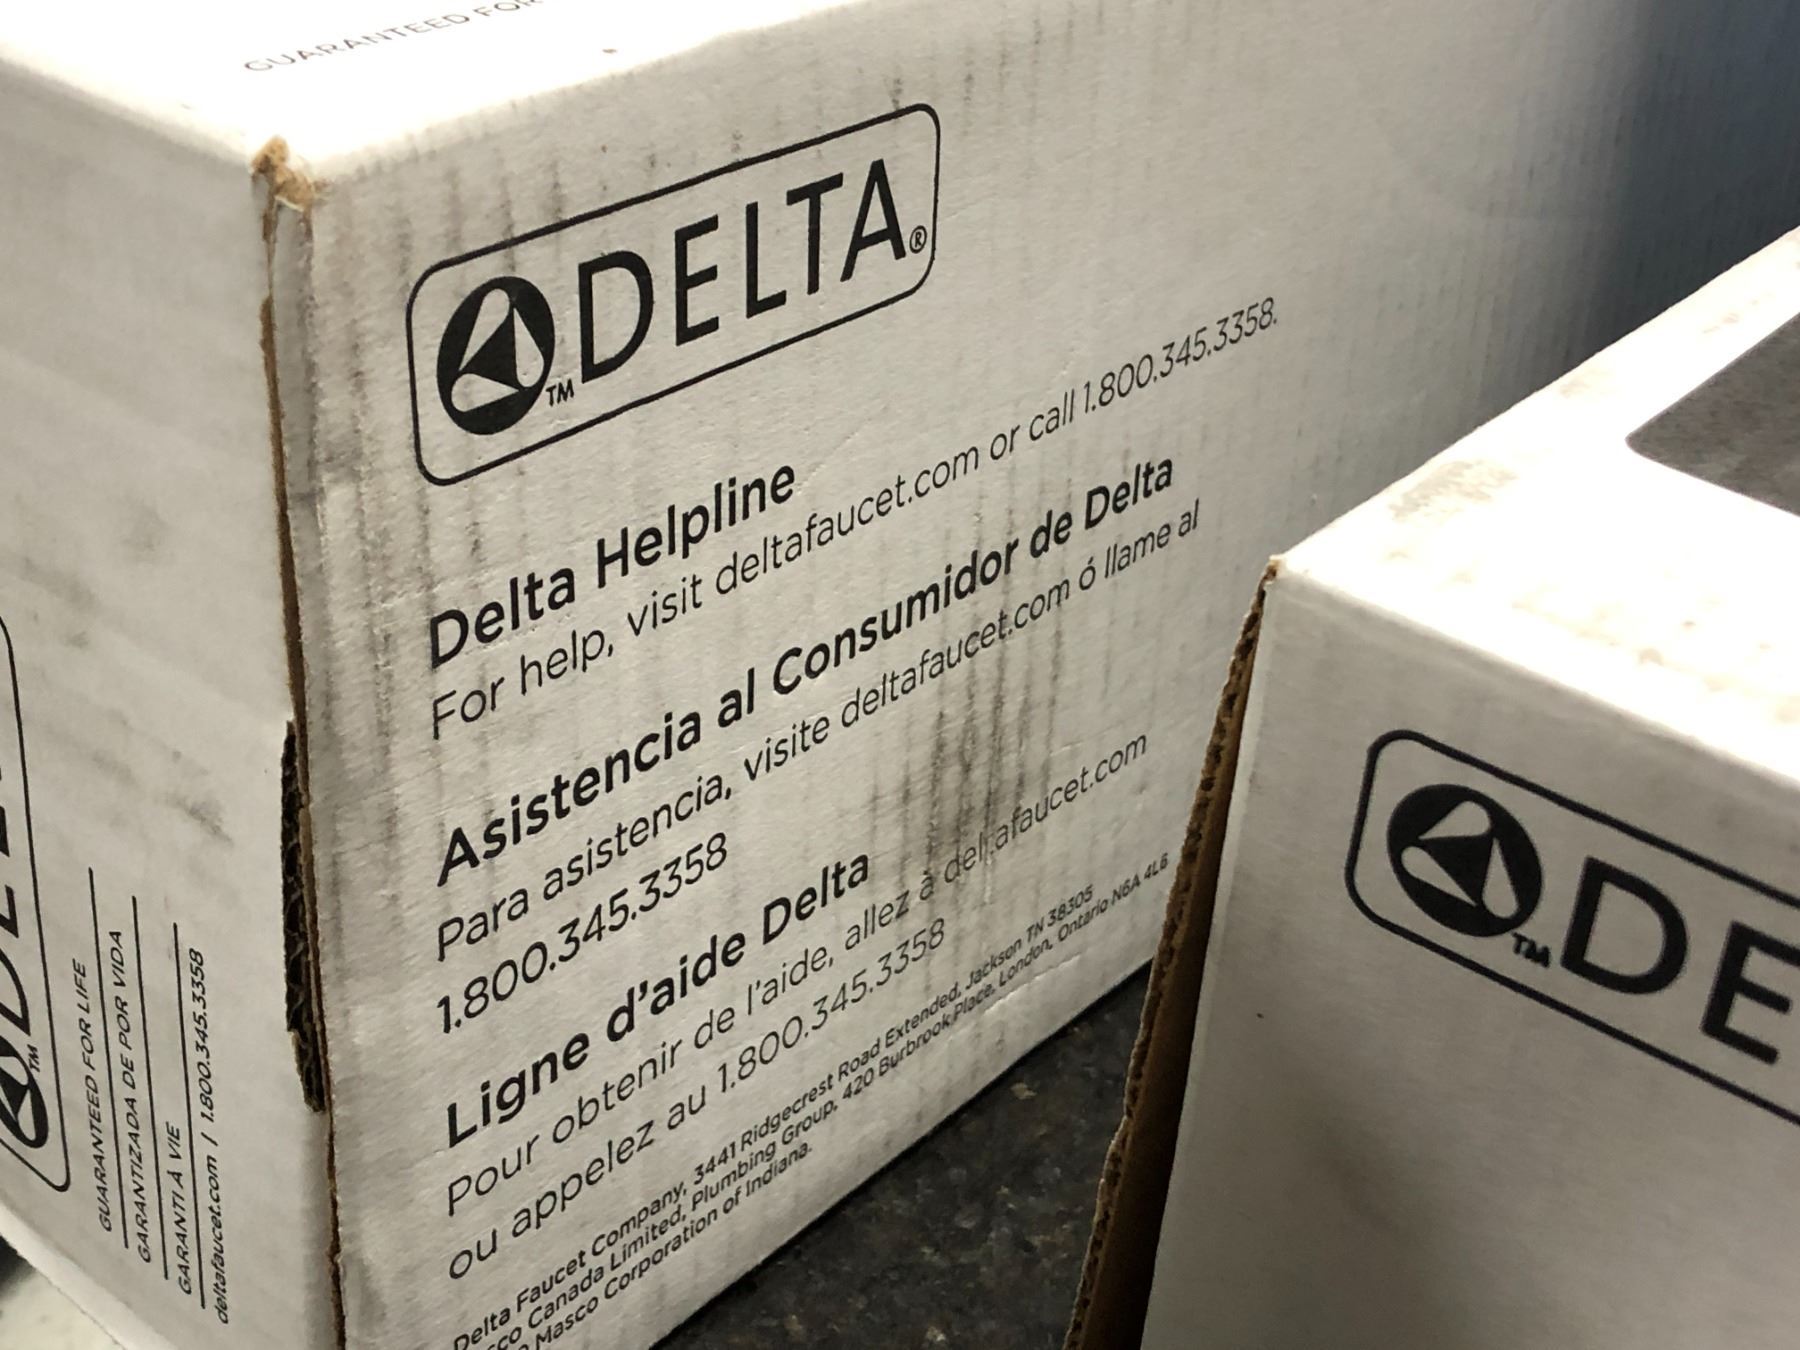 GUARANTEED FOR
DELTA®
TM
Delta Helpline
For help, visit deltafaucet.com or call 1.800.345.3358.
Asistencia al Consumidor de Delta
Para asistencia, visite deltafaucet.com ó llame al
1.800.345.3358
Ligne d'aide Delta
Pour obtenir de l'aide, allez à deltafaucet.com
ou appelez au 1.800.345.3358
Delta Faucet Company, 3441 Ridgecrest Road Extended, Jackson TN 38305
Canada Limited, Plumbing Group, 420 Burbrook Place, London, Ontario N6A 4L6
Masco Corporation of Indiana.
TM
GUARANTEED FOR LIFE
GARANTIZADA DE POR VIDA
GARANTI À VIE
deltafaucet.com | 1.800.345.3358
TM
DE